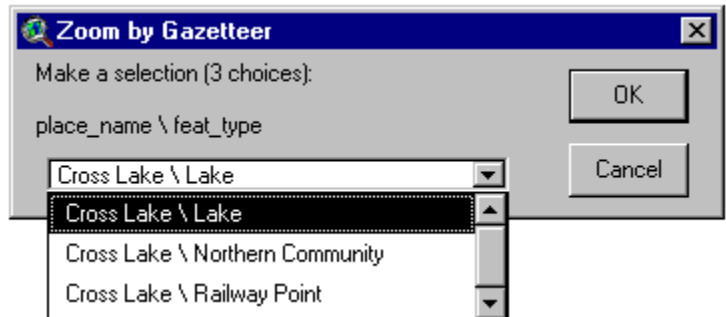 Zoom by Gazetteer
Make a selection (3 choices):
OK
place_name \ feat_type
Cross Lake \ Lake
Cancel
Cross Lake \ Lake
Cross Lake \ Northern Community
Cross Lake \ Railway Point